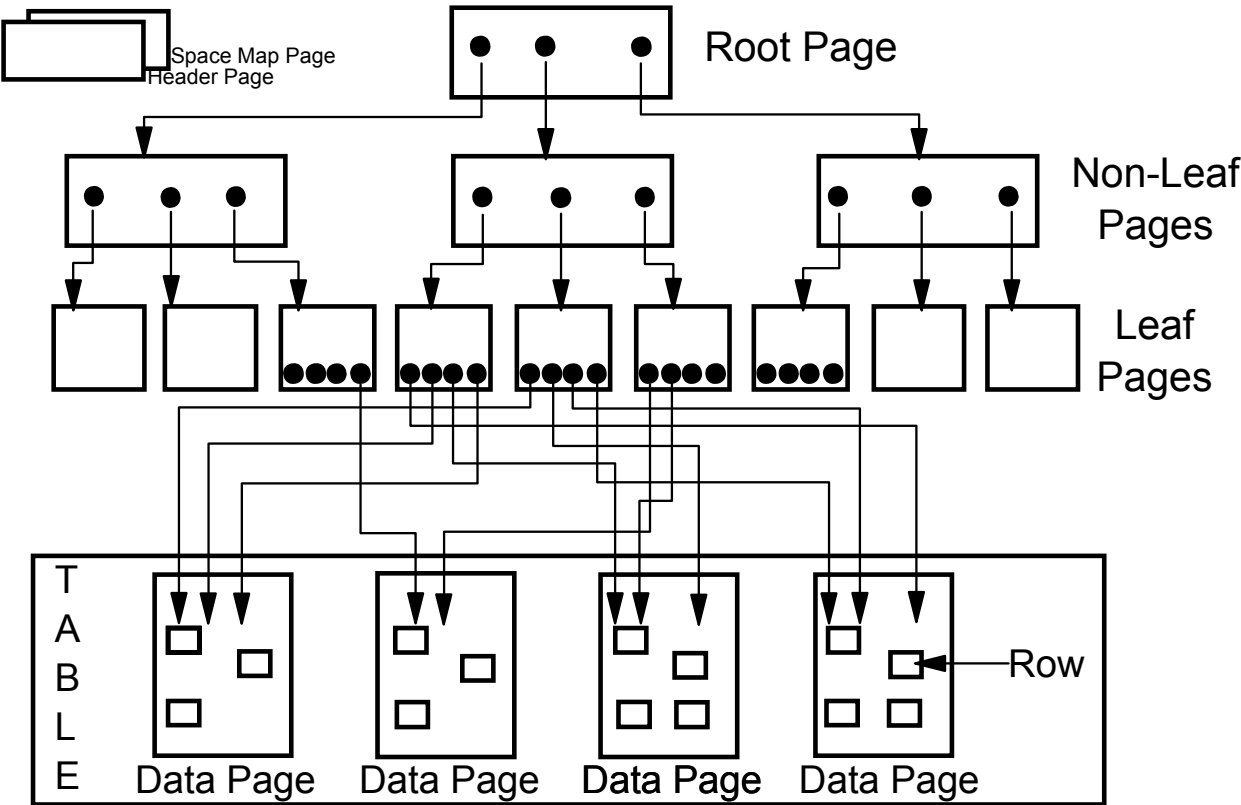 Root Page
Space Map Page
Header Page
Non-Leaf
Pages
Leaf
Pages
T
A
B
L
E
Row
Data Page
Data Page
Data Page
Data Page